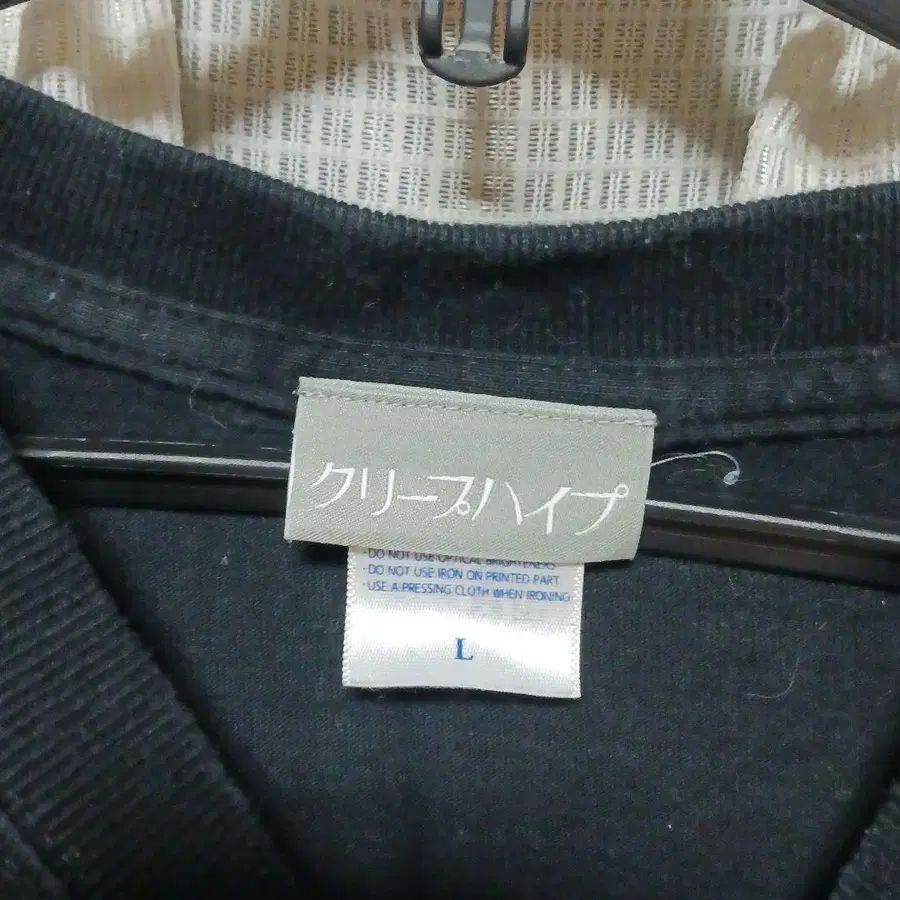 クリープハイプ
· DO NOT USE OPTICAL BRIGHTENERS
· DO NOT USE IRON ON PRINTED PART
· USE A PRESSING CLOTH WHEN IRONING
L